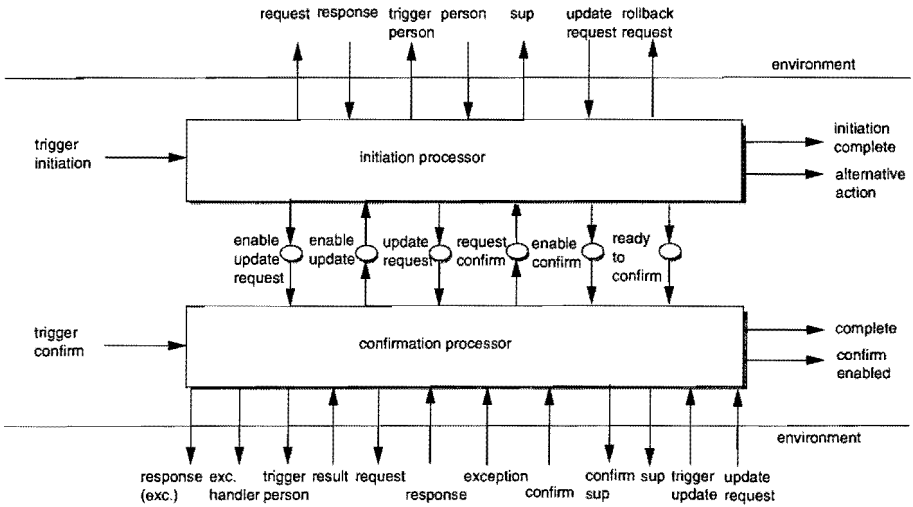 request response trigger person sup update rollback
person request request
environment
trigger
initiation
initiation processor
initiation
complete
alternative
action
enable enable update request enable ready
update update request confirm confirm to
request confirm
trigger
confirm
confirmation processor
complete
confirm
enabled
environment
response exc. trigger result request exception confirm sup trigger update
(exc.) handler person response confirm sup update request